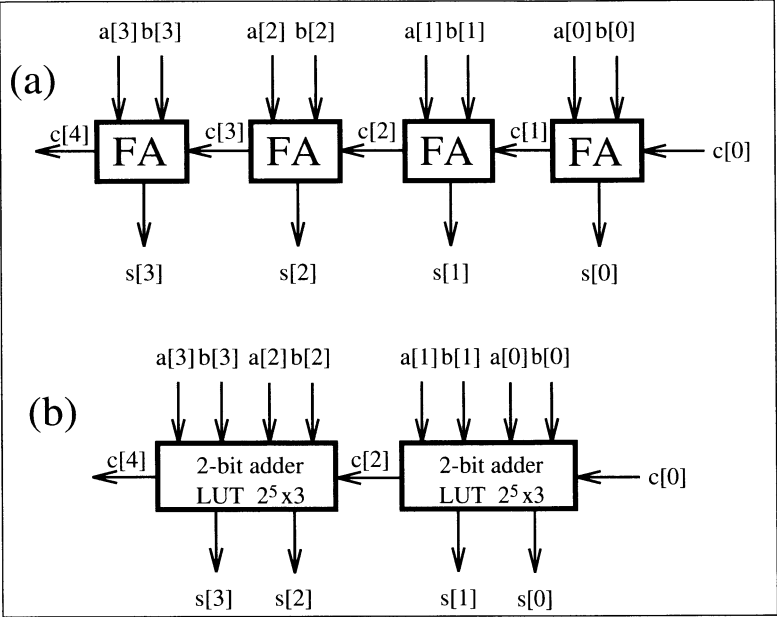 a[3] b[3] a[2] b[2] a[1] b[1] a[0] b[0]
(a)
c[4] FA c[3] FA c[2] FA c[1] FA c[0]
s[3] s[2] s[1] s[0]
a[3] b[3] a[2] b[2] a[1] b[1] a[0] b[0]
(b)
c[4] 2-bit adder c[2] 2-bit adder c[0]
LUT 2⁵x3 LUT 2⁵x3
s[3] s[2] s[1] s[0]